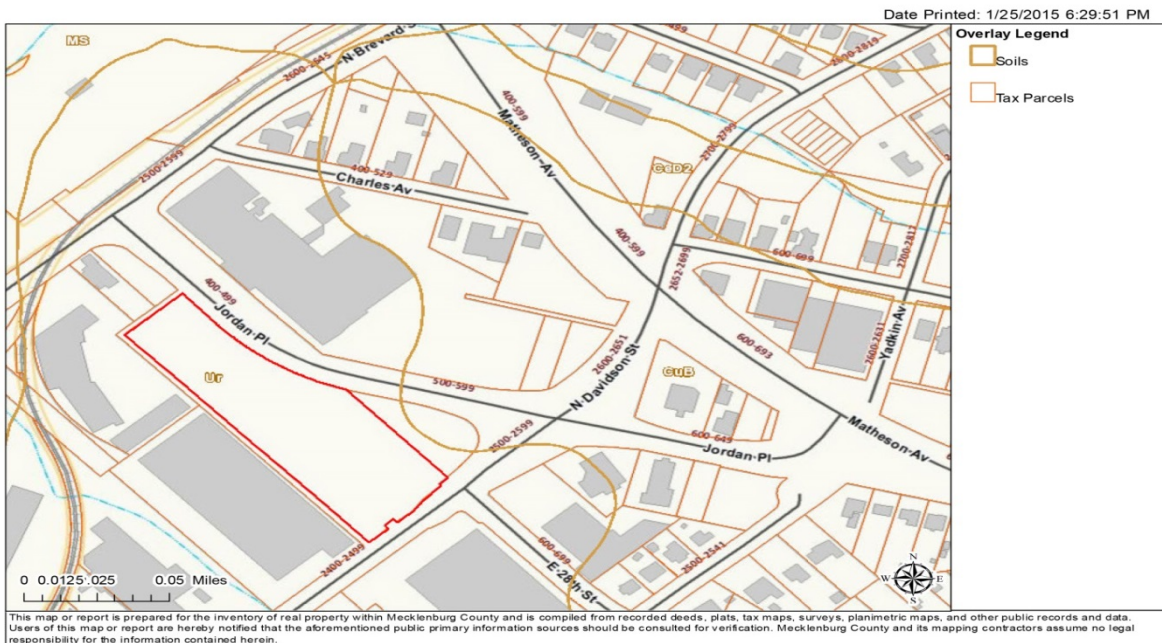 Date Printed: 1/25/2015 6:29:51 PM
Overlay Legend
Soils
Tax Parcels
MS
N-Brevard-S
2600-2645
2500-2599
400-529
Charles Av
400-599
Matheson-Av
400-599
2700-2799
2800-2819
CeD2
2652-2699
600-699
2700-2817
400-499
Jordan-Pl
Ur
500-599
2600-2651
N-Davidson-St
CuB
600-693
2600-2631
Yadkin-Av
Matheson-Av
600-649
Jordan-Pl
2500-2599
2400-2499
600-699
E-28th-St
2500-2541
0 0.0125.025 0.05 Miles
N
W E
S
This map or report is prepared for the inventory of real property within Mecklenburg County and is compiled from recorded deeds, plats, tax maps, surveys, planimetric maps, and other public records and data.
Users of this map or report are hereby notified that the aforementioned public primary information sources should be consulted for verification. Mecklenburg County and its mapping contractors assume no legal
responsibility for the information contained herein.